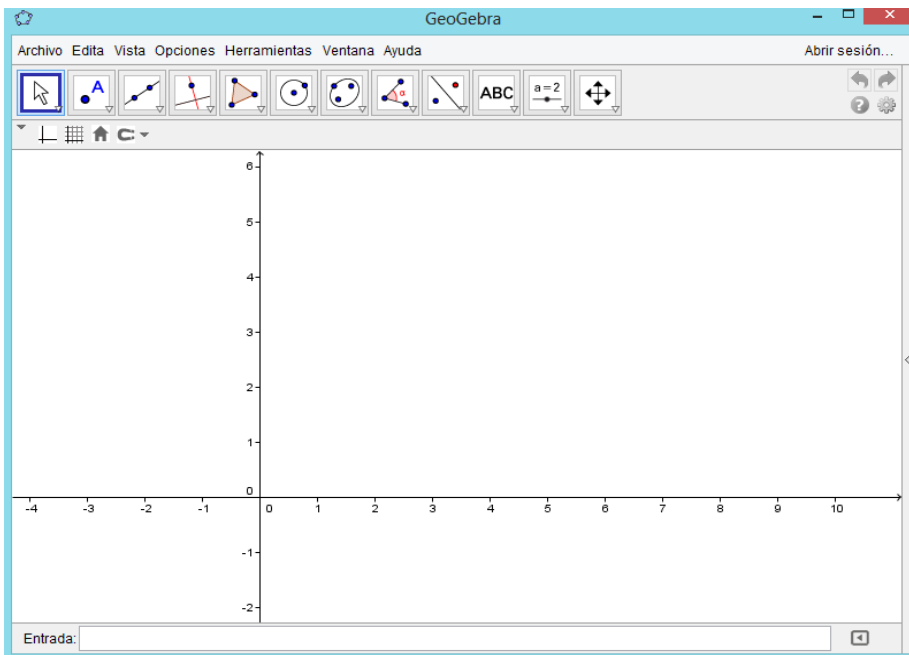 GeoGebra
Archivo Edita Vista Opciones Herramientas Ventana Ayuda Abrir sesión...
A α ABC a=2
6
5
4
3
2
1
0
-4 -3 -2 -1 0 1 2 3 4 5 6 7 8 9 10
-1
-2
Entrada: